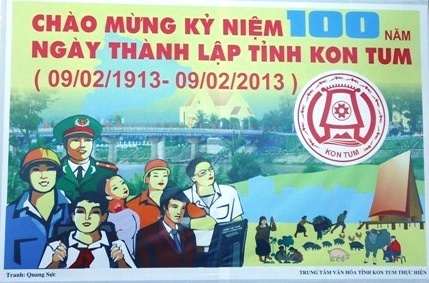 CHÀO MỪNG KỶ NIỆM 100 NĂM
NGÀY THÀNH LẬP TỈNH KON TUM
( 09/02/1913- 09/02/2013 )
KON TUM
Tranh: Quang Sực
TRUNG TÂM VĂN HÓA TỈNH KON TUM THỰC HIỆN